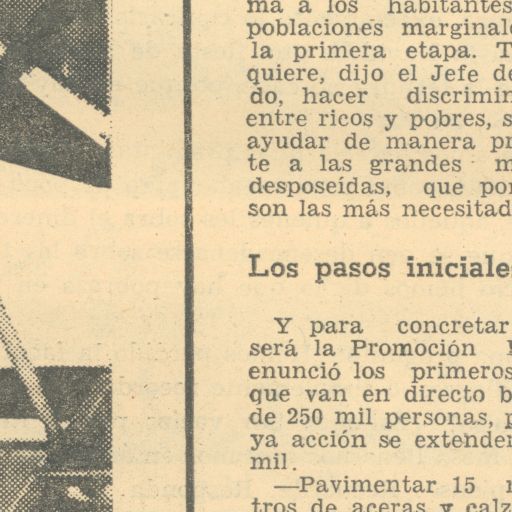 ma a los habitantes
poblaciones marginal
la primera etapa. T
quiere, dijo el Jefe de
do, hacer discrimin
entre ricos y pobres, s
ayudar de manera pr
te a las grandes m
desposeídas, que por
son las más necesitad
Los pasos iniciale
Y para concretar
será la Promoción
enunció los primeros
que van en directo b
de 250 mil personas, p
ya acción se extender
mil.
—Pavimentar 15
tros de aceras y calz